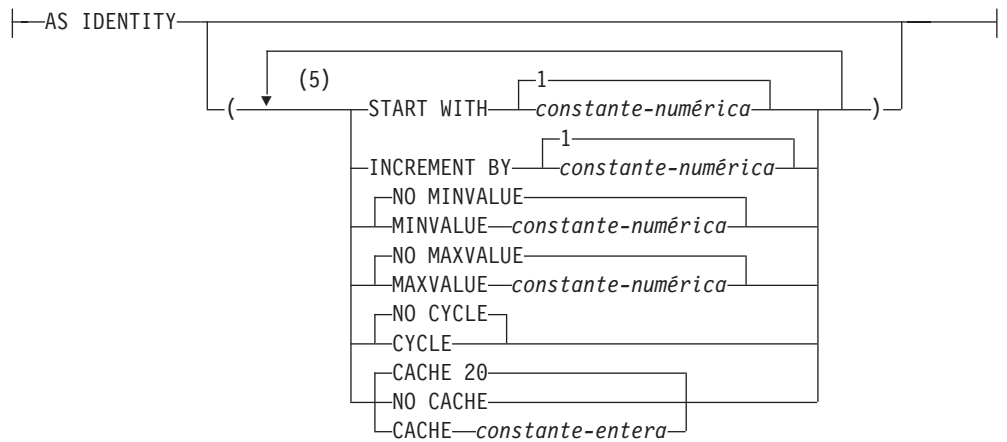 AS IDENTITY
(5)
1
( START WITH constante-numérica )
1
INCREMENT BY constante-numérica
NO MINVALUE
MINVALUE constante-numérica
NO MAXVALUE
MAXVALUE constante-numérica
NO CYCLE
CYCLE
CACHE 20
NO CACHE
CACHE constante-entera